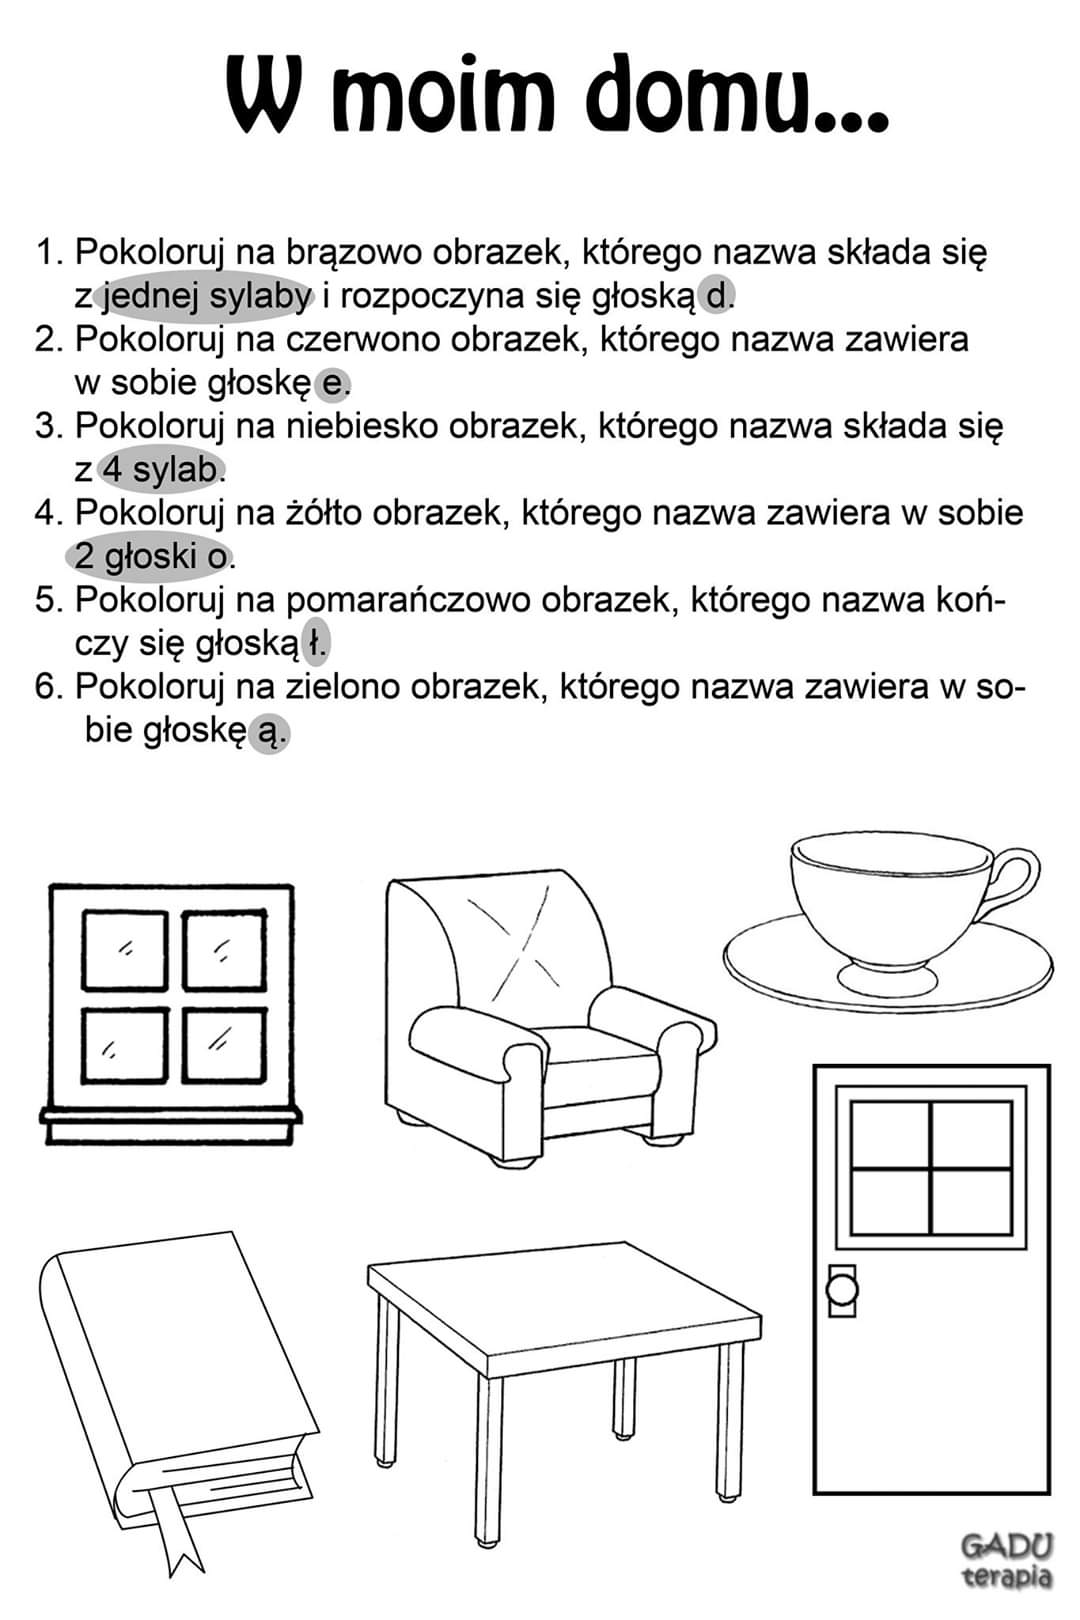 W moim domu...
1. Pokoloruj na brązowo obrazek, którego nazwa składa się
z jednej sylaby i rozpoczyna się głoską d.
2. Pokoloruj na czerwono obrazek, którego nazwa zawiera
w sobie głoskę e.
3. Pokoloruj na niebiesko obrazek, którego nazwa składa się
z 4 sylab.
4. Pokoloruj na żółto obrazek, którego nazwa zawiera w sobie
2 głoski o.
5. Pokoloruj na pomarańczowo obrazek, którego nazwa koń-
czy się głoską ł.
6. Pokoloruj na zielono obrazek, którego nazwa zawiera w so-
bie głoskę ą.
GADU
terapia